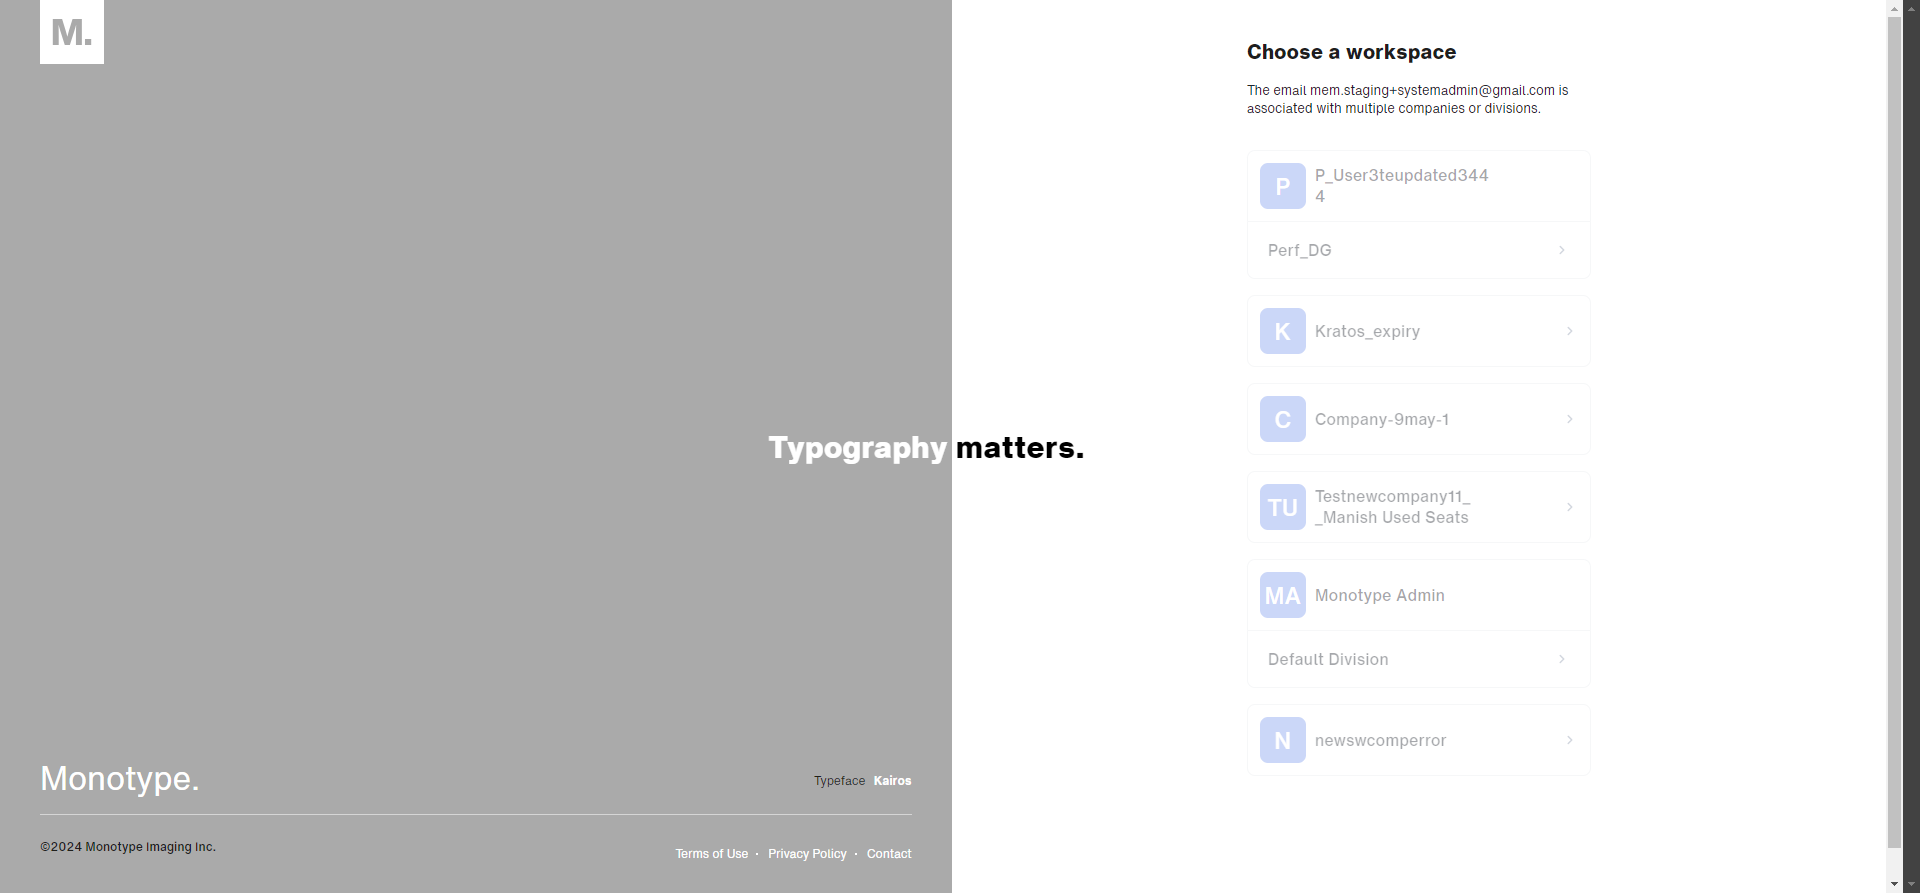 M.
Typography matters.
Monotype.
Typeface Kairos
©2024 Monotype Imaging Inc.
Terms of Use · Privacy Policy · Contact
Choose a workspace
The email mem.staging+systemadmin@gmail.com is
associated with multiple companies or divisions.
P
P_User3teupdated344
4
Perf_DG
K
Kratos_expiry
C
Company-9may-1
TU
Testnewcompany11_
_Manish Used Seats
MA
Monotype Admin
Default Division
N
newswcomperror